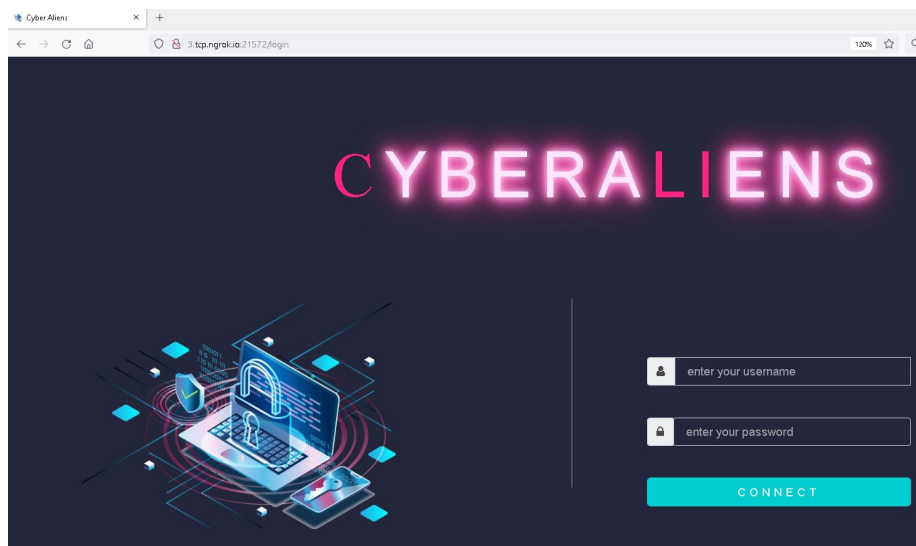 Cyber Aliens
3.tcp.ngrok.io:21572/login
120%
CYBERALIENS
enter your username
enter your password
CONNECT